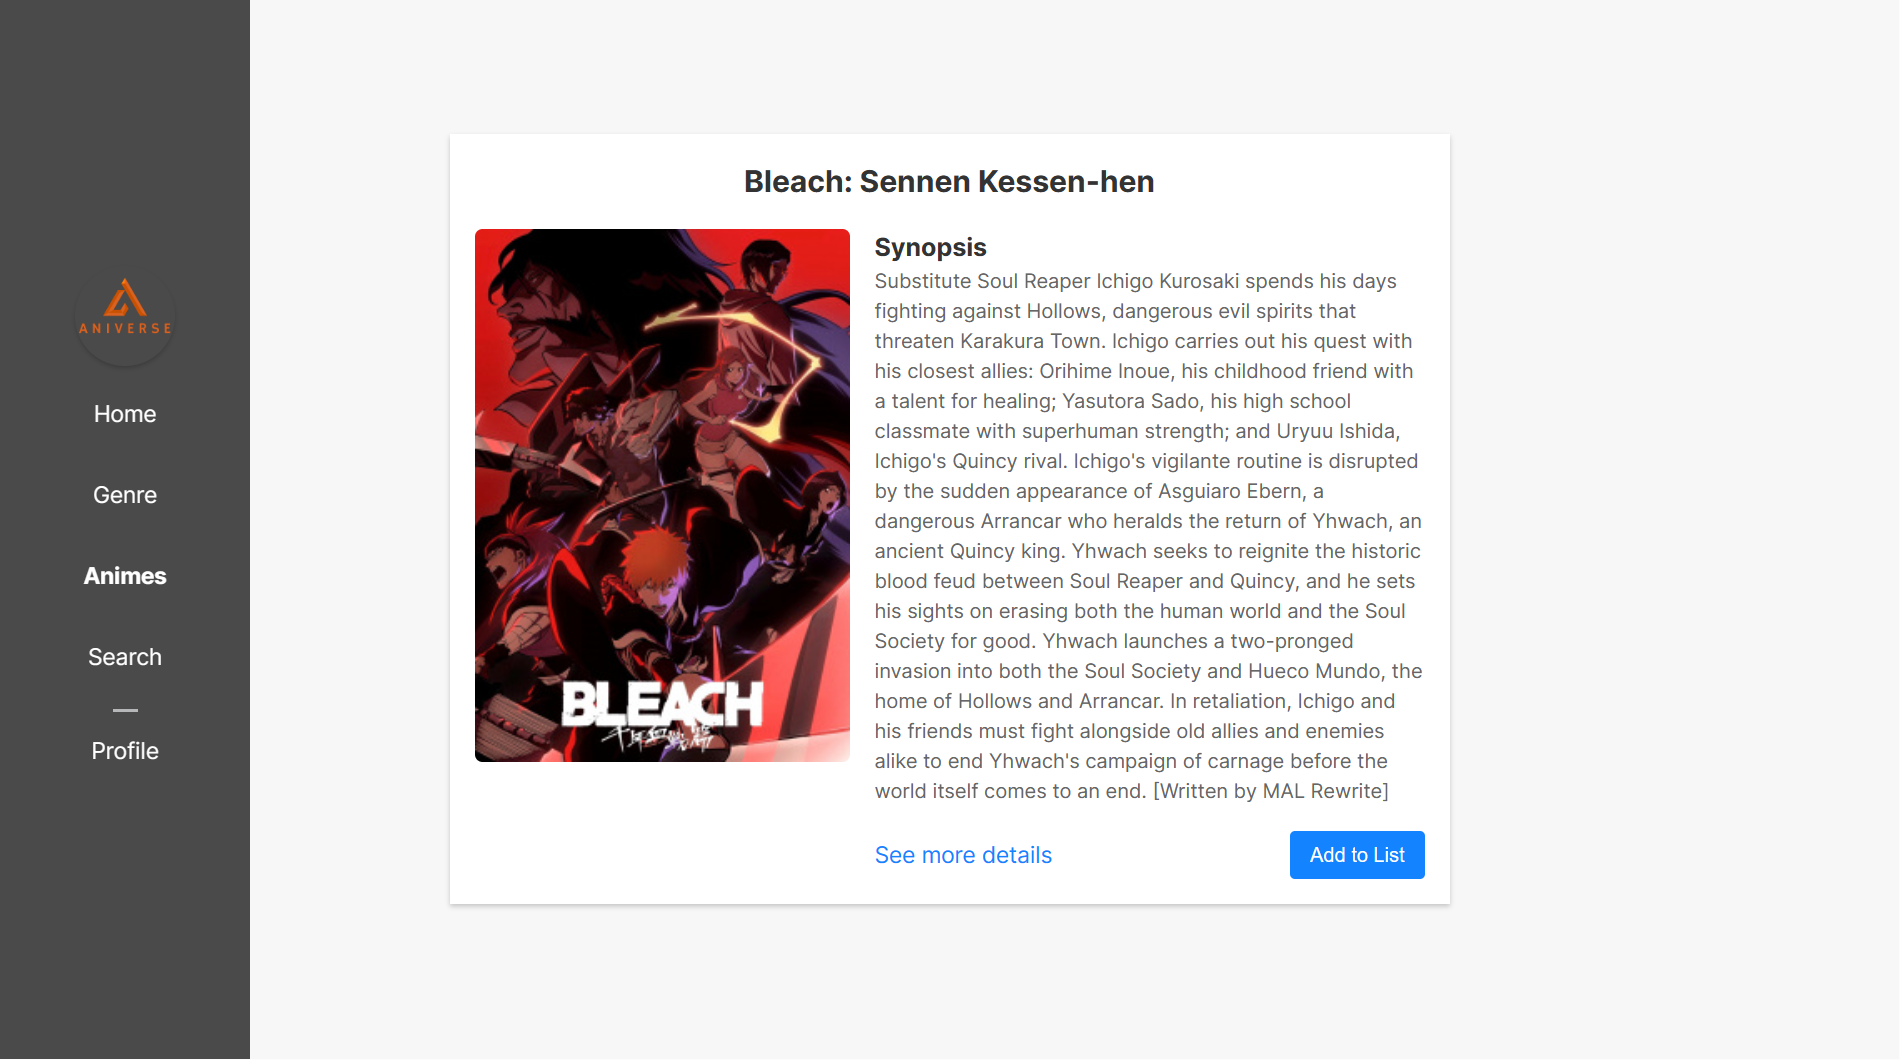 ANIVERSE
Home
Genre
Animes
Search
Profile
Bleach: Sennen Kessen-hen
BLEACH
千年血戦篇
Synopsis
Substitute Soul Reaper Ichigo Kurosaki spends his days
fighting against Hollows, dangerous evil spirits that
threaten Karakura Town. Ichigo carries out his quest with
his closest allies: Orihime Inoue, his childhood friend with
a talent for healing; Yasutora Sado, his high school
classmate with superhuman strength; and Uryuu Ishida,
Ichigo's Quincy rival. Ichigo's vigilante routine is disrupted
by the sudden appearance of Asguiaro Ebern, a
dangerous Arrancar who heralds the return of Yhwach, an
ancient Quincy king. Yhwach seeks to reignite the historic
blood feud between Soul Reaper and Quincy, and he sets
his sights on erasing both the human world and the Soul
Society for good. Yhwach launches a two-pronged
invasion into both the Soul Society and Hueco Mundo, the
home of Hollows and Arrancar. In retaliation, Ichigo and
his friends must fight alongside old allies and enemies
alike to end Yhwach's campaign of carnage before the
world itself comes to an end. [Written by MAL Rewrite]
See more details
Add to List